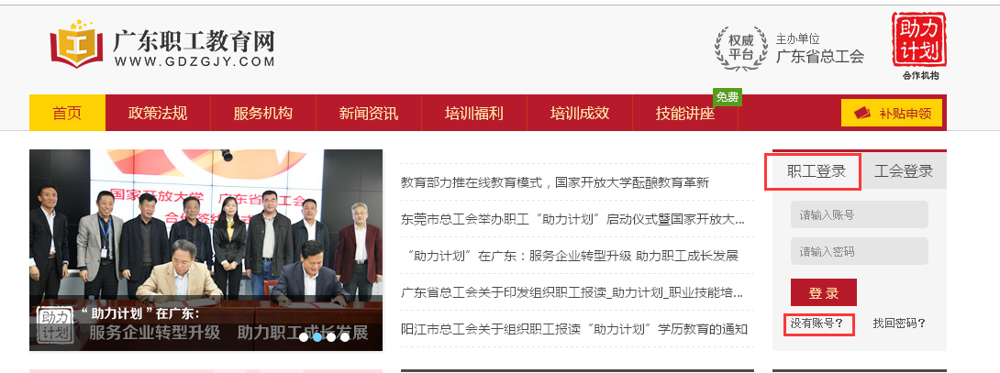 广东职工教育网
WWW.GDZGJY.COM
权威
平台
主办单位
广东省总工会
助力
计划
合作机构
免费
首页 政策法规 服务机构 新闻资讯 培训福利 培训成效 技能讲座 补贴申领
国家开放大学 广东省总工会
“助力计划”在广东:
助力
计划
服务企业转型升级 助力职工成长发展
教育部力推在线教育模式，国家开放大学酝酿教育革新
东莞市总工会举办职工“助力计划”启动仪式暨国家开放大...
“助力计划”在广东：服务企业转型升级 助力职工成长发展
广东省总工会关于印发组织职工报读_助力计划_职业技能培...
阳江市总工会关于组织职工报读“助力计划”学历教育的通知
职工登录 工会登录
请输入账号
请输入密码
登 录
没有账号？ 找回密码？